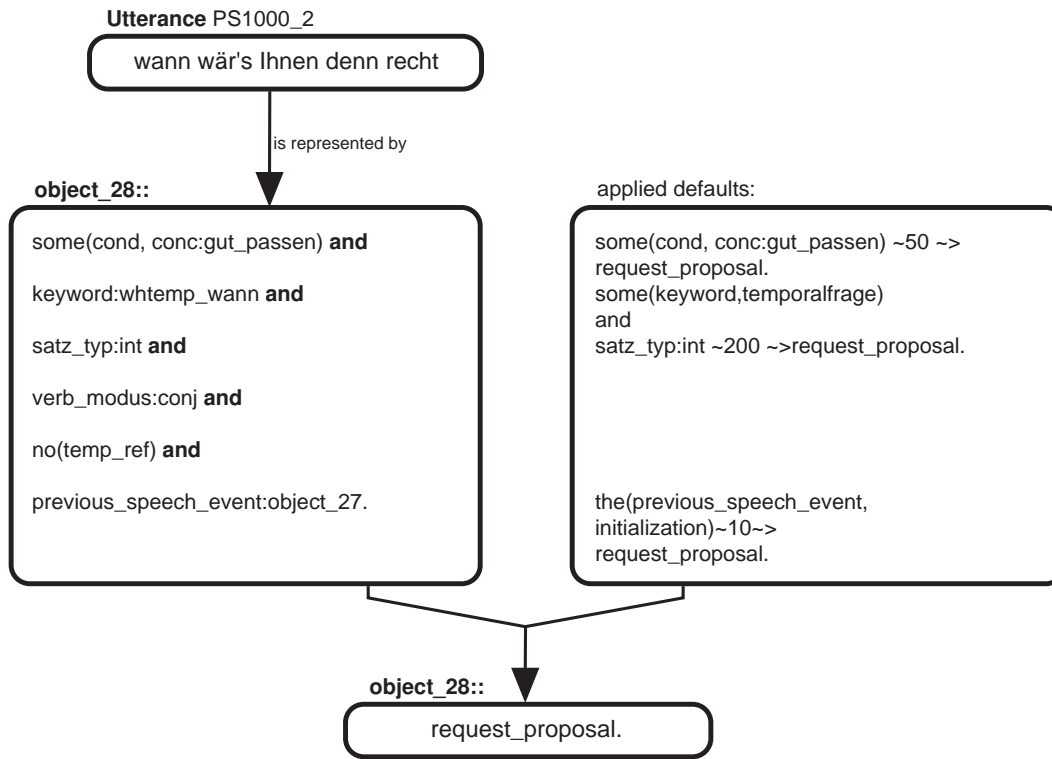 Utterance PS1000_2
wann wär's Ihnen denn recht
is represented by
object_28::
some(cond, conc:gut_passen) and
keyword:whtemp_wann and
satz_typ:int and
verb_modus:conj and
no(temp_ref) and
previous_speech_event:object_27.
applied defaults:
some(cond, conc:gut_passen) ~50 ~>
request_proposal.
some(keyword,temporalfrage)
and
satz_typ:int ~200 ~>request_proposal.
the(previous_speech_event,
initialization)~10~>
request_proposal.
object_28::
request_proposal.